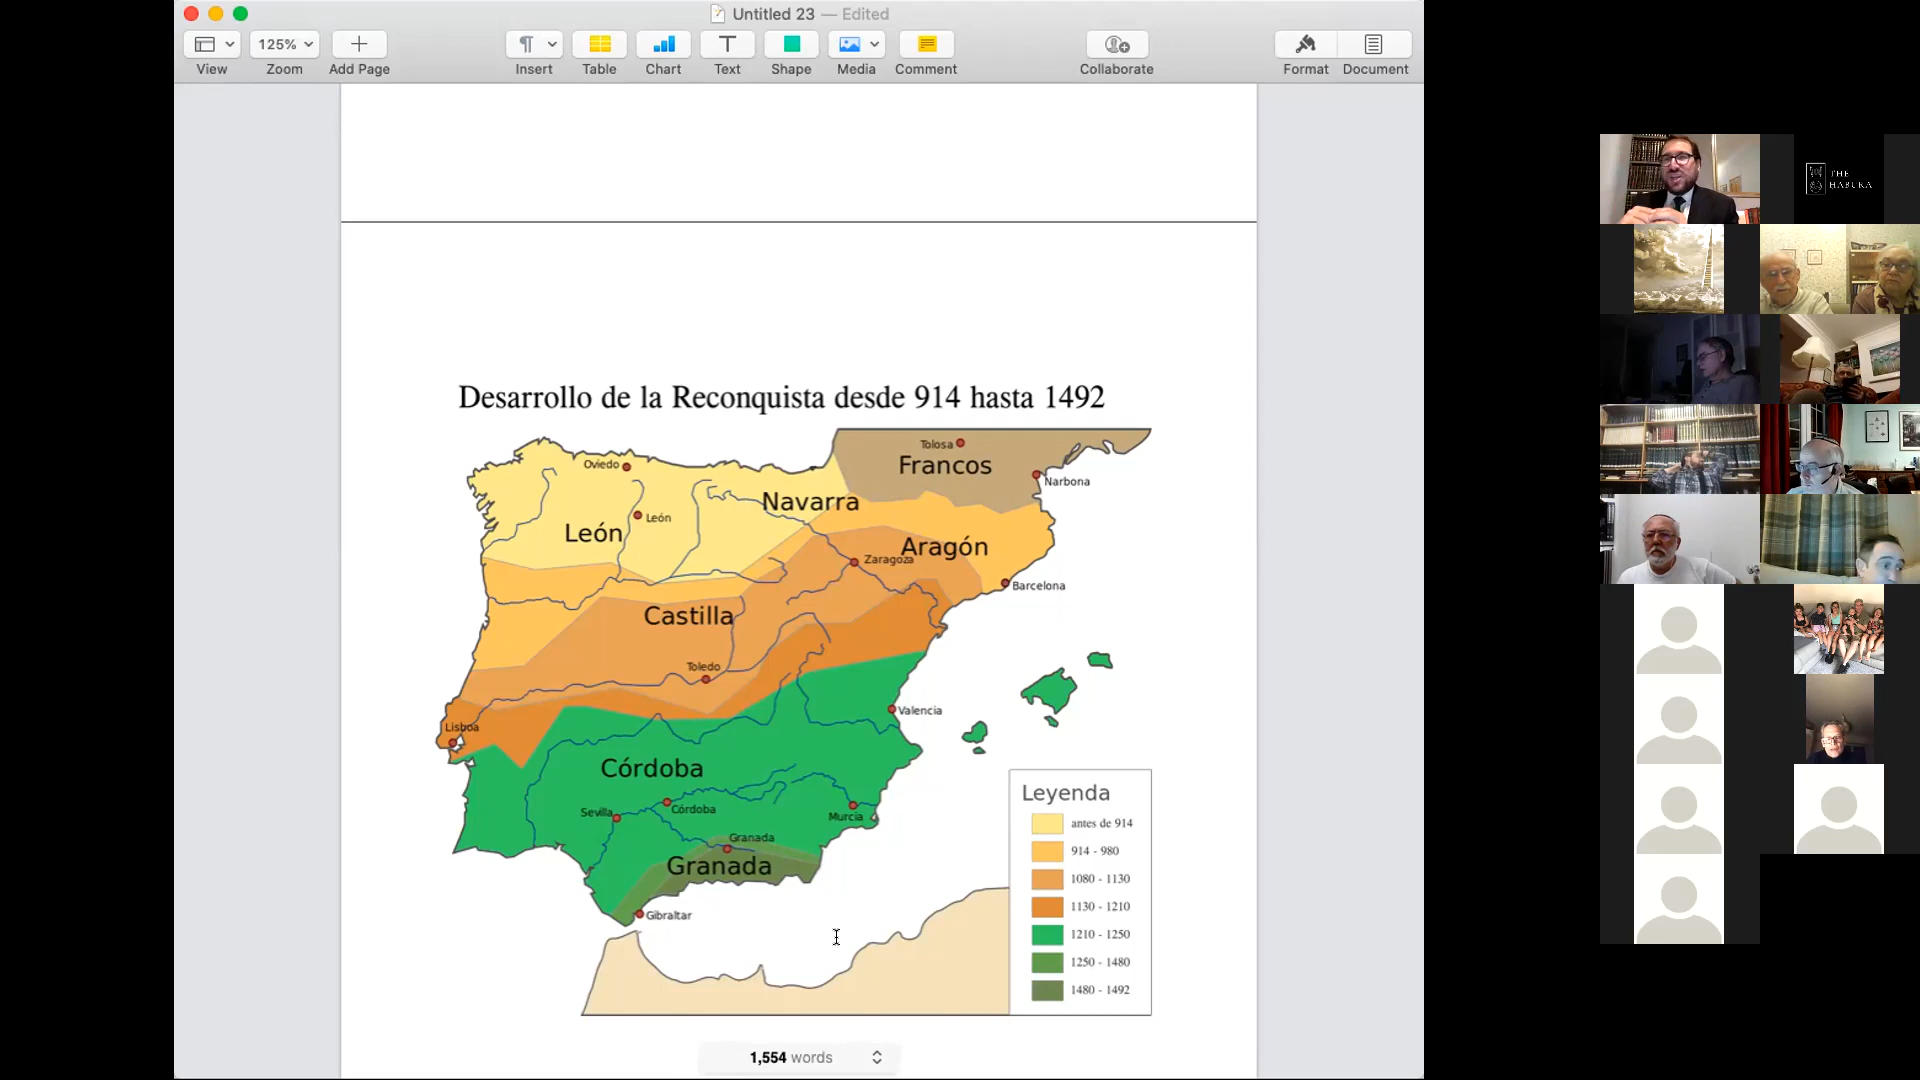 Untitled 23 — Edited
125%
View
Zoom
Add Page
Insert
Table
Chart
Text
Shape
Media
Comment
Collaborate
Format
Document
THE
HABURA
Desarrollo de la Reconquista desde 914 hasta 1492
Tolosa
Francos
Oviedo
Narbona
Navarra
León
León
Aragón
Zaragoza
Barcelona
Castilla
Toledo
Valencia
Lisboa
Córdoba
Sevilla
Córdoba
Murcia
Granada
Granada
Gibraltar
Leyenda
antes de 914
914 - 980
1080 - 1130
1130 - 1210
1210 - 1250
1250 - 1480
1480 - 1492
1,554 words